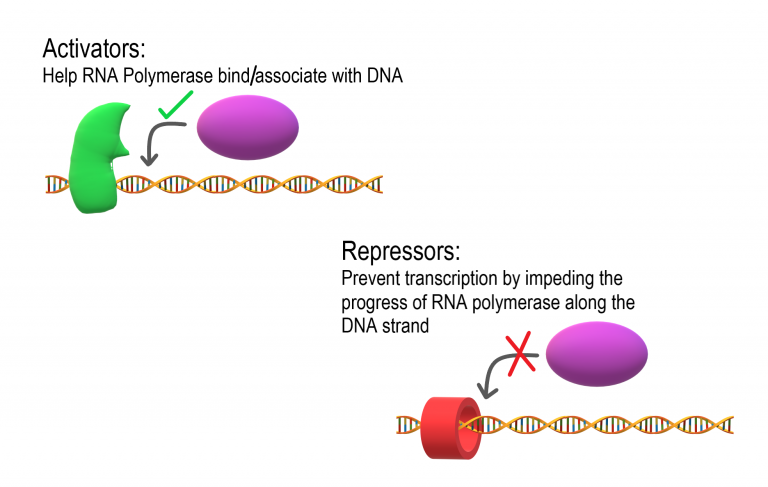 Activators:
Help RNA Polymerase bind/associate with DNA
Repressors:
Prevent transcription by impeding the
progress of RNA polymerase along the
DNA strand